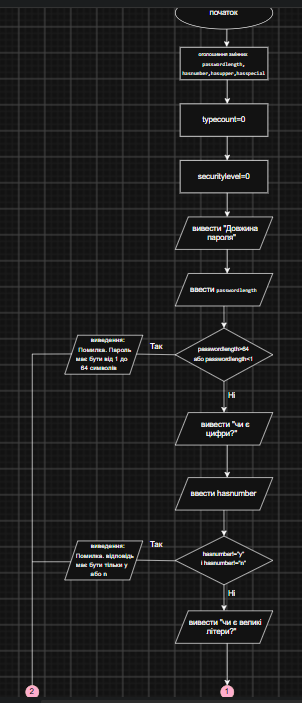 початок
оголошення змінних
passwordlength,
hasnumber,hasupper,hasspecial
typecount=0
securitylevel=0
вивести "Довжина
пароля"
ввести passwordlength
passwordlength>64
або passwordlength<1
Так
виведення:
Помилка. Пароль
має бути від 1 до
64 символів
Ні
вивести "чи є
цифри?"
ввести hasnumber
hasnumber!="y"
і hasnumber!="n"
Так
виведення:
Помилка. відповідь
має бути тільки y
або n
Ні
вивести "чи є великі
літери?"
2
1